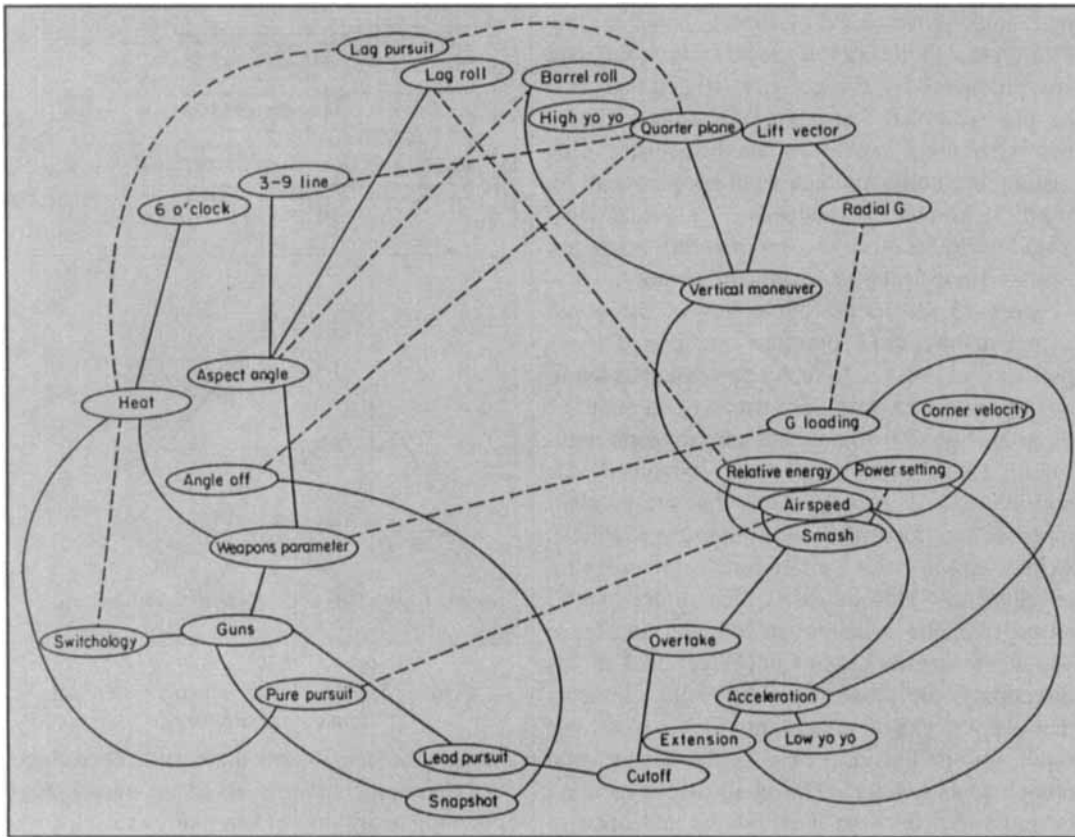 Lag pursuit
Lag roll
Barrel roll
High yo yo
Quarter plane
Lift vector
3-9 line
6 o'clock
Radial G
Vertical maneuver
Aspect angle
Heat
G loading
Corner velocity
Angle off
Relative energy
Power setting
Airspeed
Smash
Weapons parameter
Switchology
Guns
Overtake
Pure pursuit
Acceleration
Extension
Low yo yo
Lead pursuit
Cutoff
Snapshot